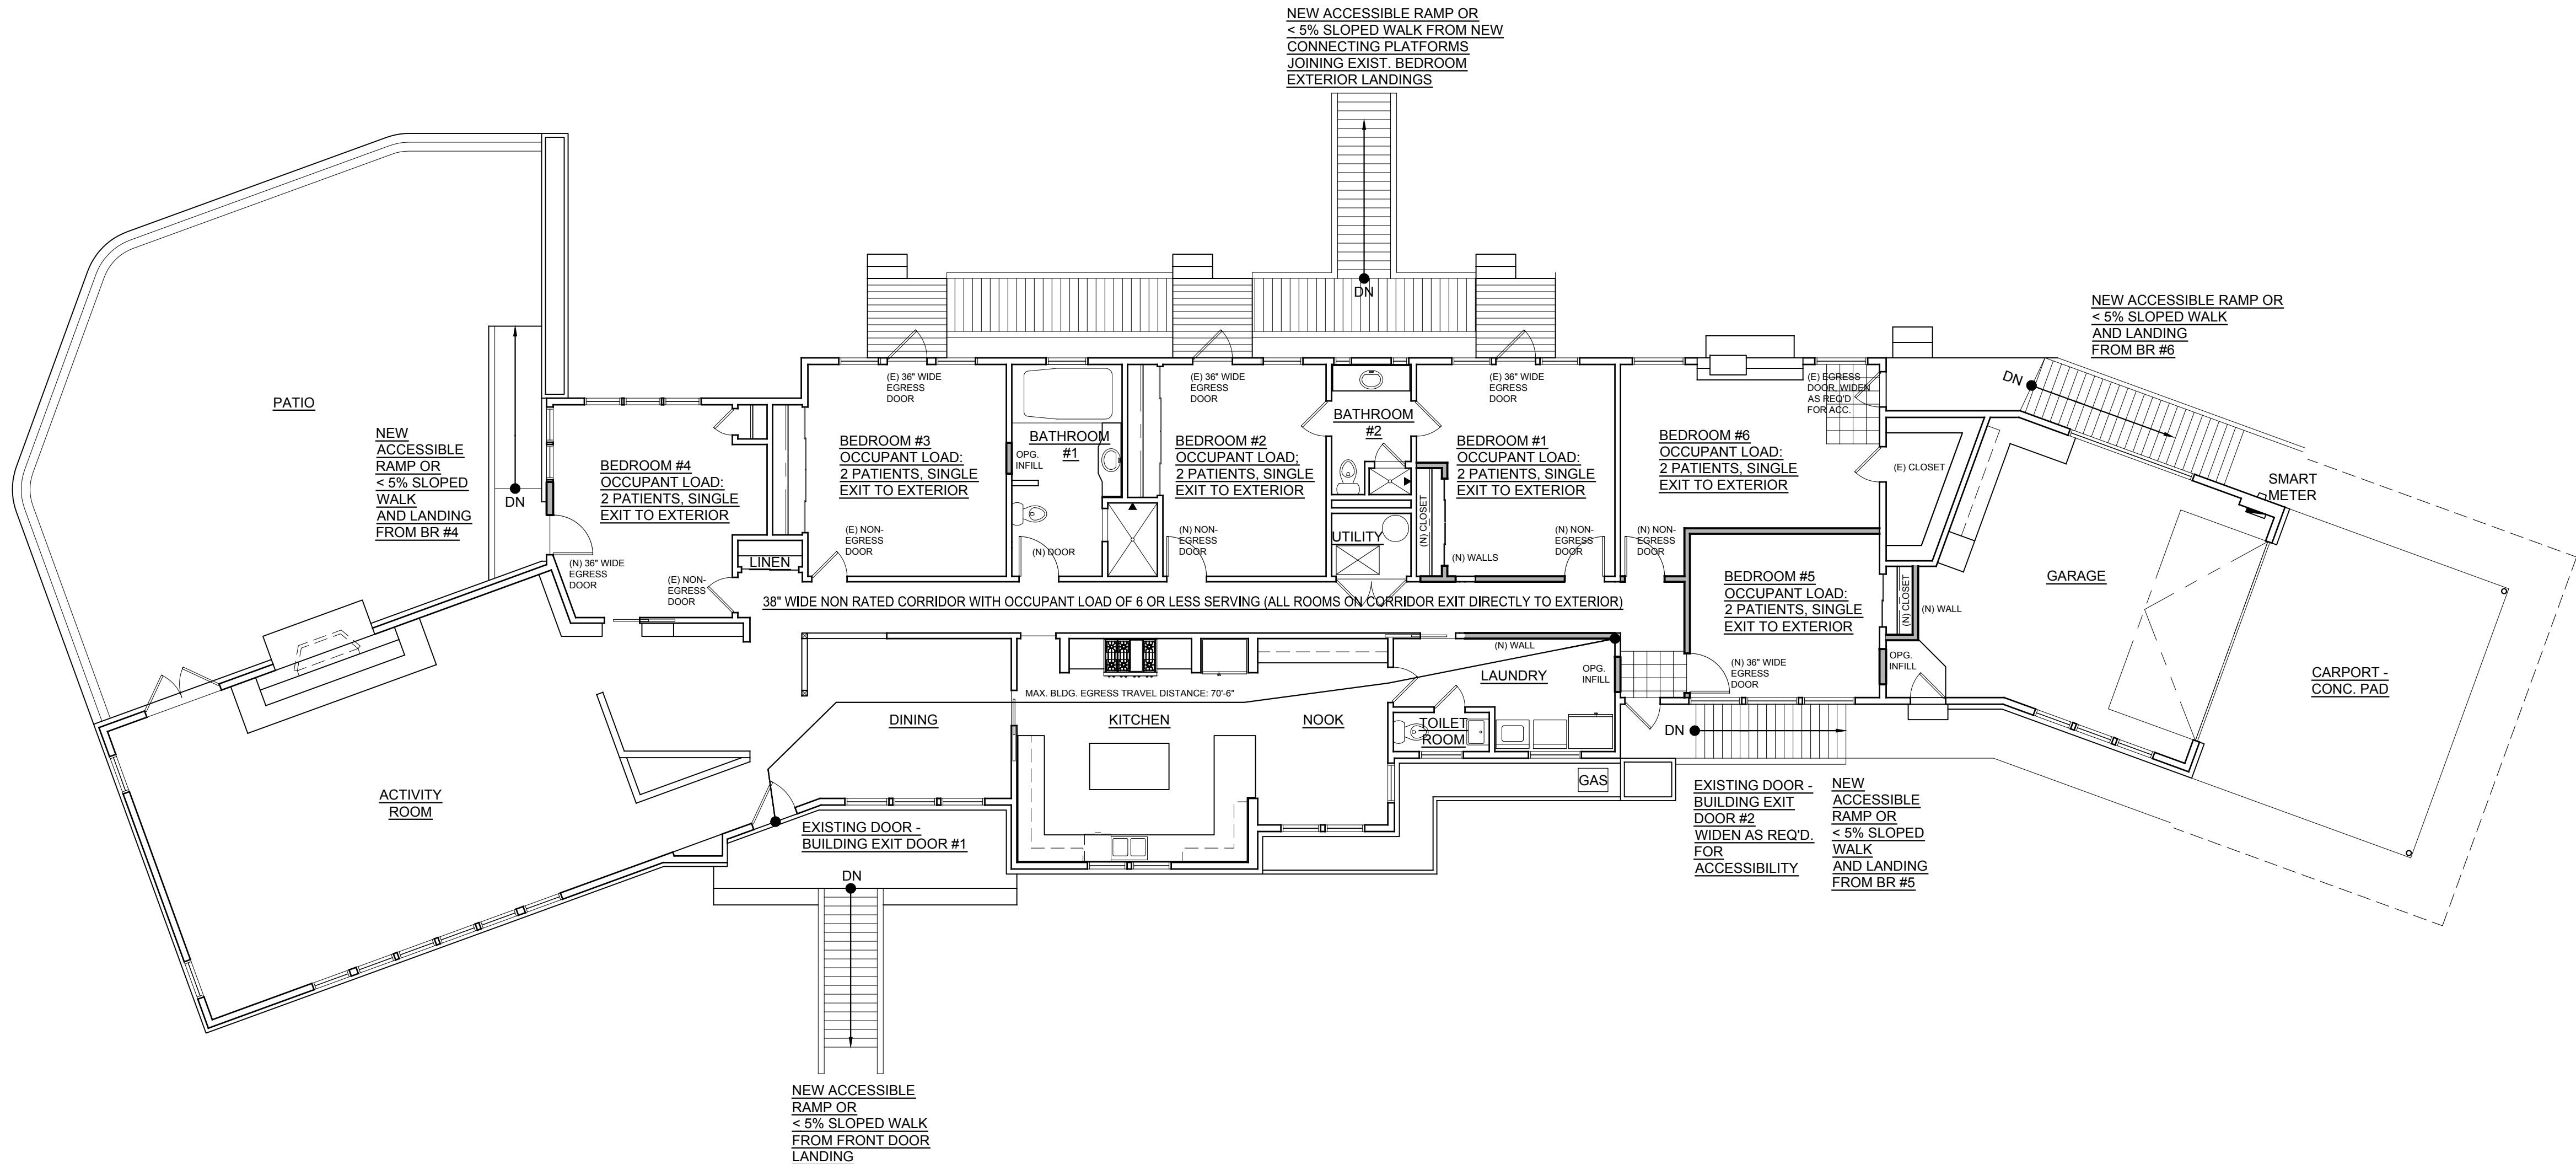 NEW ACCESSIBLE RAMP OR
< 5% SLOPED WALK FROM NEW
CONNECTING PLATFORMS
JOINING EXIST. BEDROOM
EXTERIOR LANDINGS
DN
NEW ACCESSIBLE RAMP OR
< 5% SLOPED WALK
AND LANDING
FROM BR #6
DN
PATIO
NEW
ACCESSIBLE
RAMP OR
< 5% SLOPED
WALK
AND LANDING
FROM BR #4
DN
BEDROOM #4
OCCUPANT LOAD:
2 PATIENTS, SINGLE
EXIT TO EXTERIOR
(N) 36" WIDE
EGRESS
DOOR
(E) NON-
EGRESS
DOOR
LINEN
(E) 36" WIDE
EGRESS
DOOR
BEDROOM #3
OCCUPANT LOAD:
2 PATIENTS, SINGLE
EXIT TO EXTERIOR
(E) NON-
EGRESS
DOOR
BATHROOM
#1
OPG.
INFILL
(N) DOOR
(E) 36" WIDE
EGRESS
DOOR
BEDROOM #2
OCCUPANT LOAD;
2 PATIENTS, SINGLE
EXIT TO EXTERIOR
(N) NON-
EGRESS
DOOR
BATHROOM
#2
UTILITY
(E) 36" WIDE
EGRESS
DOOR
BEDROOM #1
OCCUPANT LOAD:
2 PATIENTS, SINGLE
EXIT TO EXTERIOR
(N) CLOSET
(N) WALLS
(N) NON-
EGRESS
DOOR
(E) EGRESS
DOOR, WIDEN
AS REQ'D
FOR ACC.
BEDROOM #6
OCCUPANT LOAD:
2 PATIENTS, SINGLE
EXIT TO EXTERIOR
(N) NON-
EGRESS
DOOR
(E) CLOSET
SMART
METER
BEDROOM #5
OCCUPANT LOAD:
2 PATIENTS, SINGLE
EXIT TO EXTERIOR
(N) 36" WIDE
EGRESS
DOOR
(N) CLOSET
(N) WALL
OPG.
INFILL
GARAGE
CARPORT -
CONC. PAD
38" WIDE NON RATED CORRIDOR WITH OCCUPANT LOAD OF 6 OR LESS SERVING (ALL ROOMS ON CORRIDOR EXIT DIRECTLY TO EXTERIOR)
(N) WALL
OPG.
INFILL
LAUNDRY
MAX. BLDG. EGRESS TRAVEL DISTANCE: 70'-6"
DINING
KITCHEN
NOOK
TOILET
ROOM
DN
GAS
ACTIVITY
ROOM
EXISTING DOOR -
BUILDING EXIT DOOR #1
EXISTING DOOR -
BUILDING EXIT
DOOR #2
WIDEN AS REQ'D.
FOR
ACCESSIBILITY
NEW
ACCESSIBLE
RAMP OR
< 5% SLOPED
WALK
AND LANDING
FROM BR #5
DN
NEW ACCESSIBLE
RAMP OR
< 5% SLOPED WALK
FROM FRONT DOOR
LANDING